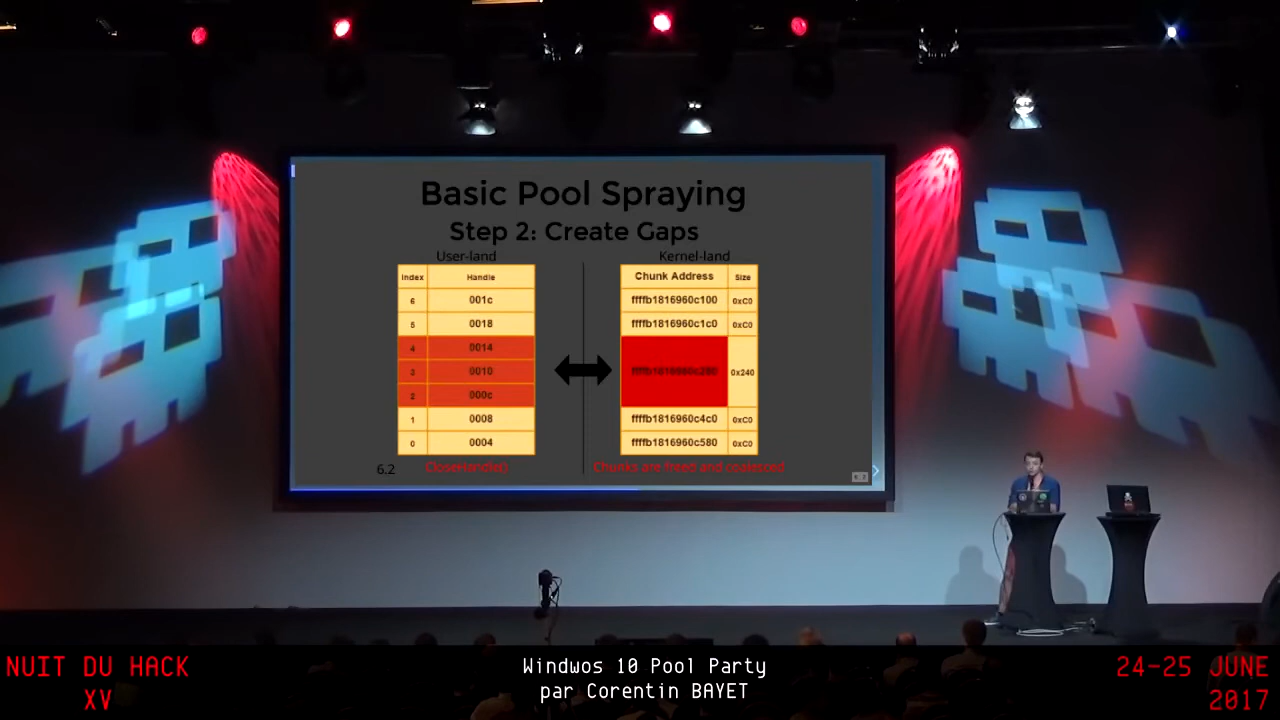 Basic Pool Spraying
Step 2: Create Gaps
User-land
Index Handle
6 001c
5 0018
4 0014
3 0010
2 000c
1 0008
0 0004
6.2 CloseHandle()
Kernel-land
Chunk Address Size
ffffb1816960c100 0xC0
ffffb1816960c1c0 0xC0
ffffb1816960c280 0x240
ffffb1816960c4c0 0xC0
ffffb1816960c580 0xC0
Chunks are freed and coalesced
6.2
NUIT DU HACK
XV
Windwos 10 Pool Party
par Corentin BAYET
24-25 JUNE
2017